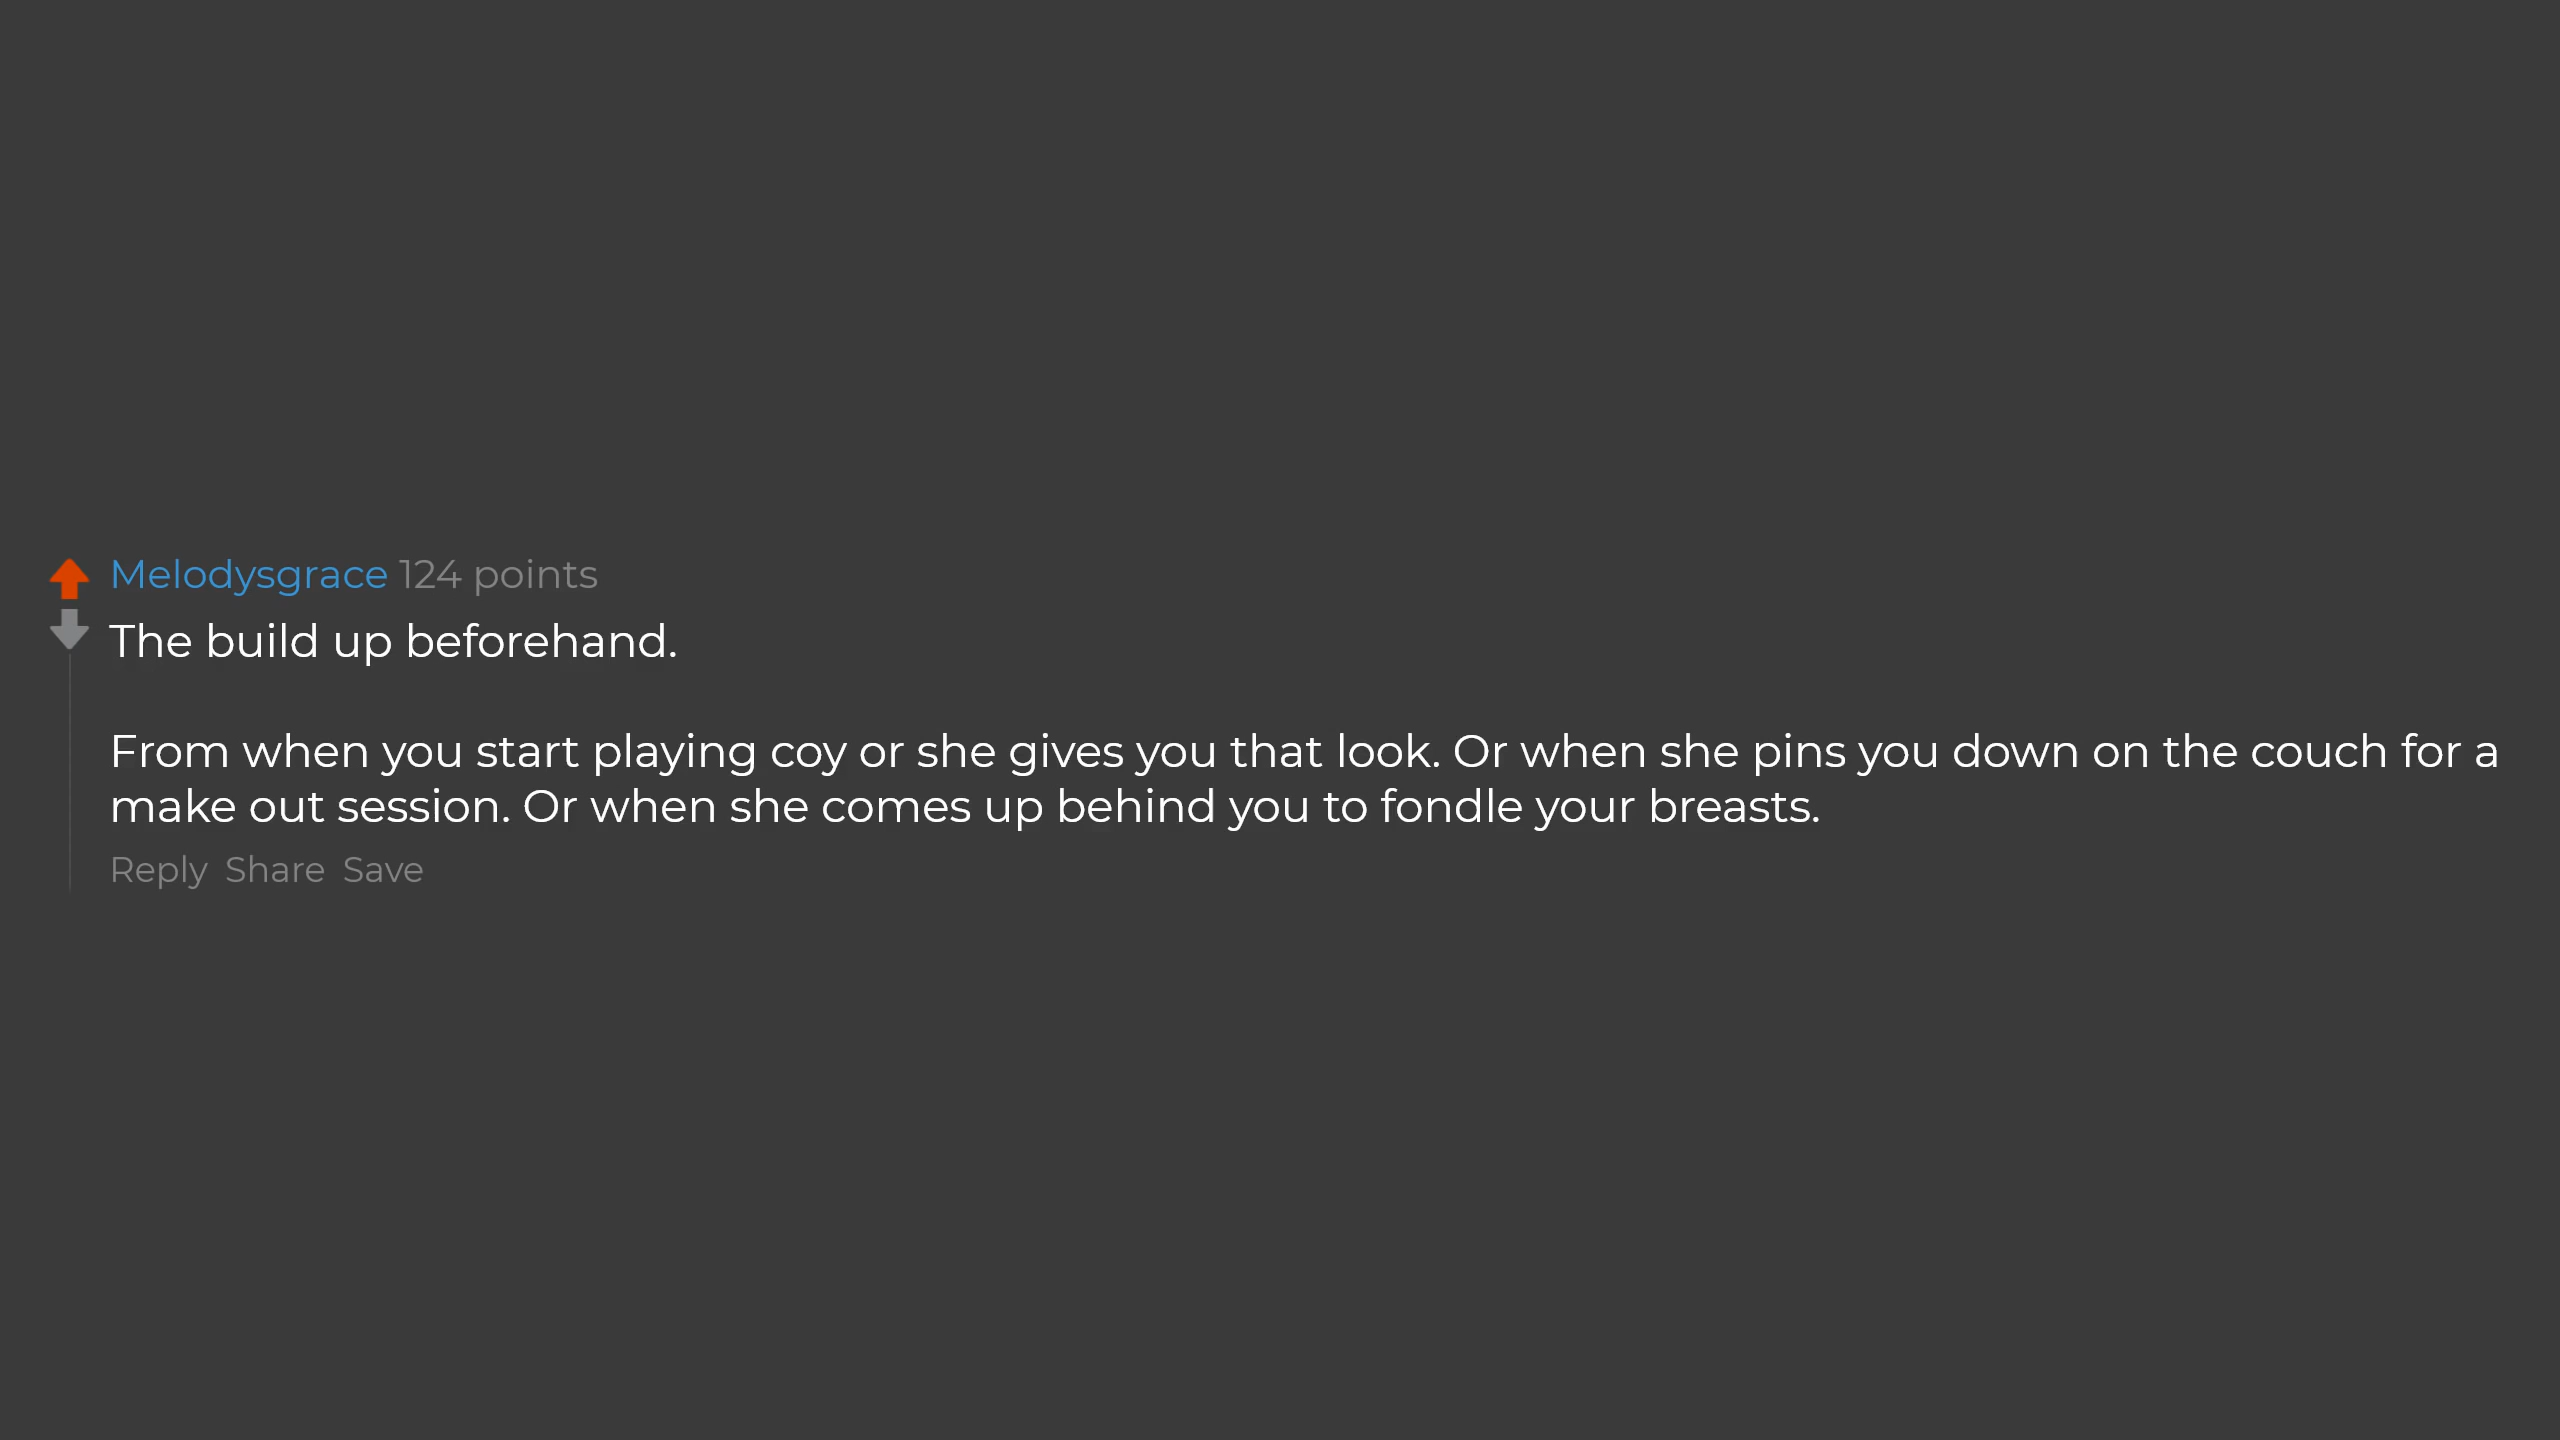 Melodysgrace 124 points
The build up beforehand.
From when you start playing coy or she gives you that look. Or when she pins you down on the couch for a
make out session. Or when she comes up behind you to fondle your breasts.
Reply Share Save